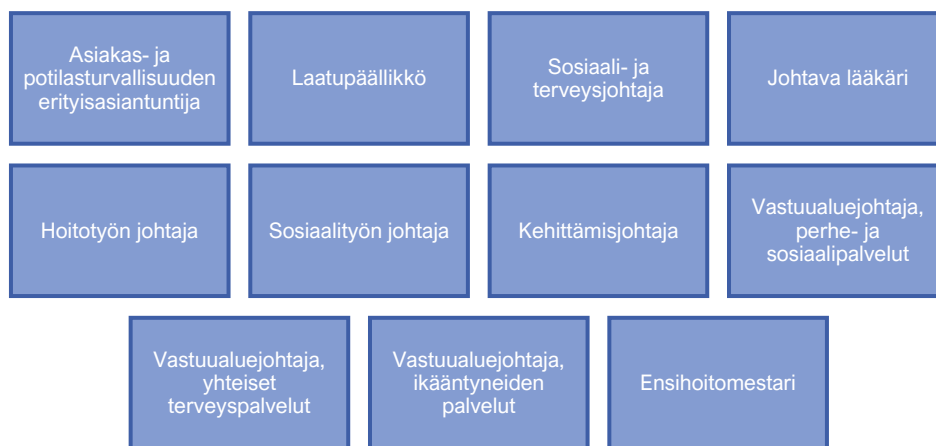 Asiakas- ja
potilasturvallisuuden
erityisasiantuntija
Laatupäällikkö
Sosiaali- ja
terveysjohtaja
Johtava lääkäri
Hoitotyön johtaja
Sosiaalityön johtaja
Kehittämisjohtaja
Vastuualuejohtaja,
perhe- ja
sosiaalipalvelut
Vastuualuejohtaja,
yhteiset
terveyspalvelut
Vastuualuejohtaja,
ikääntyneiden
palvelut
Ensihoitomestari